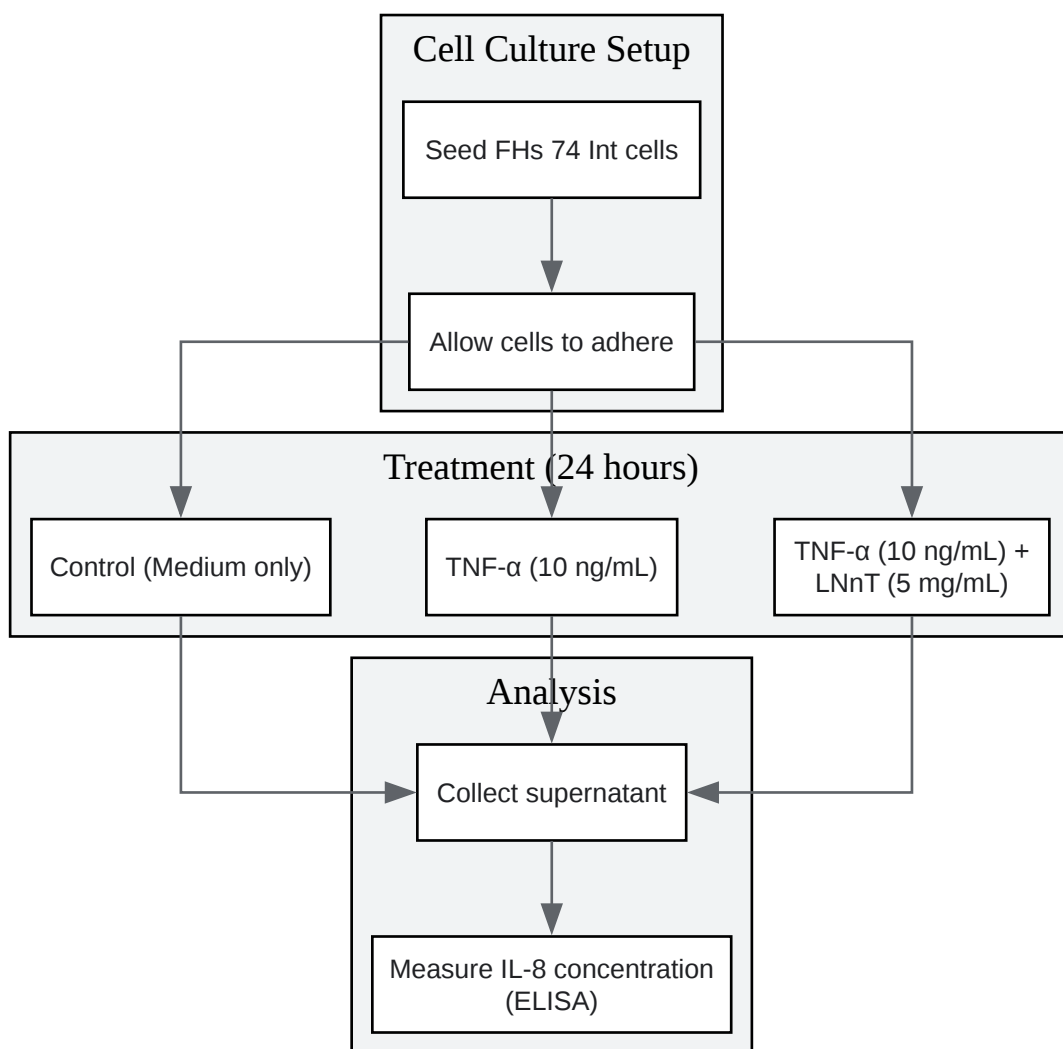 Cell Culture Setup
Seed FHs 74 Int cells
Allow cells to adhere
Treatment (24 hours)
Control (Medium only)
TNF-α (10 ng/mL)
TNF-α (10 ng/mL) +
LNnT (5 mg/mL)
Analysis
Collect supernatant
Measure IL-8 concentration
(ELISA)